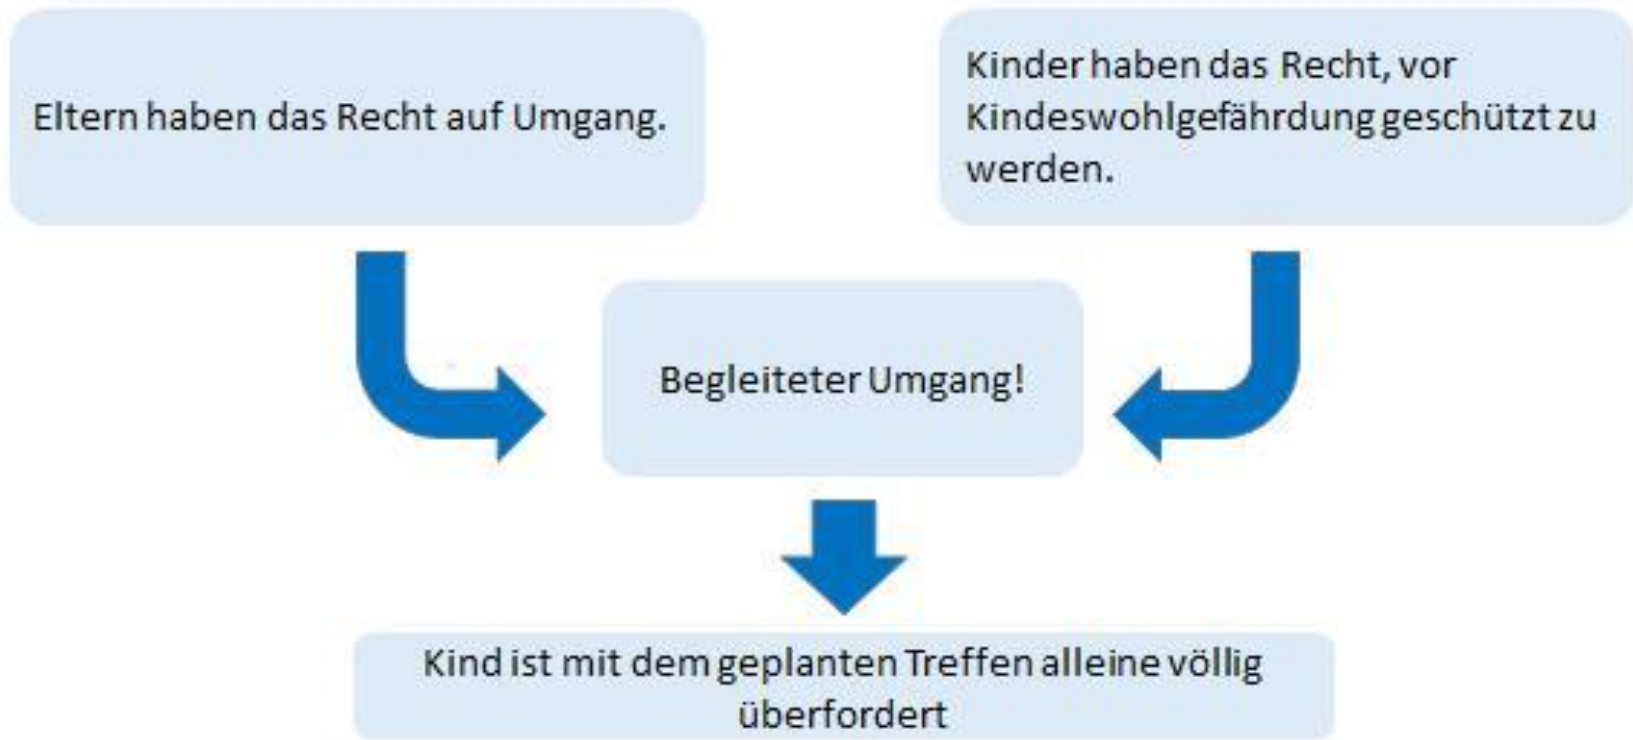 Eltern haben das Recht auf Umgang.
Kinder haben das Recht, vor
Kindeswohlgefährdung geschützt zu
werden.
Begleiteter Umgang!
Kind ist mit dem geplanten Treffen alleine völlig
überfordert